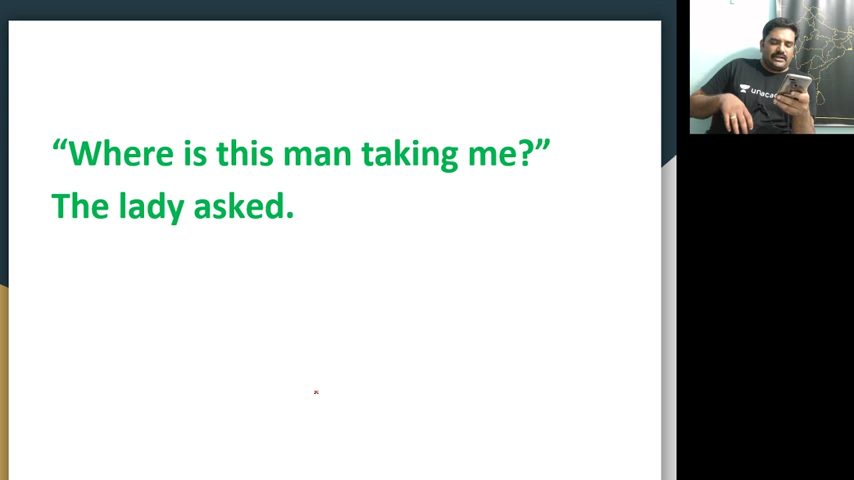 “Where is this man taking me?”
The lady asked.